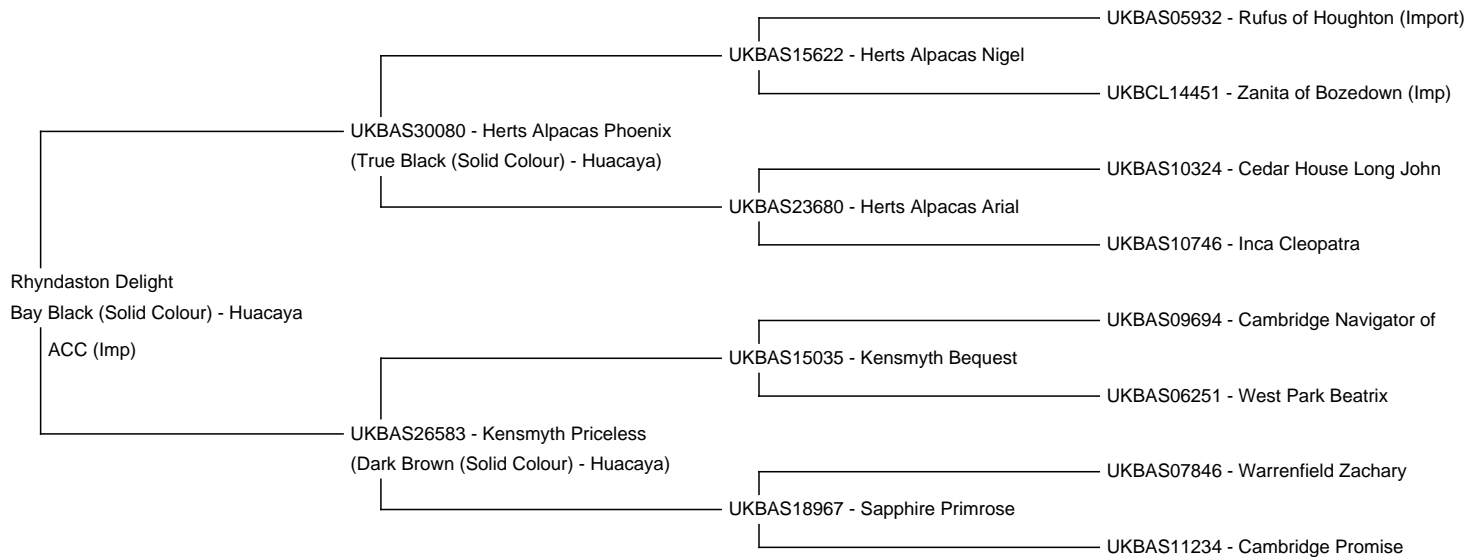 UKBAS05932 - Rufus of Houghton (Import)
UKBAS15622 - Herts Alpacas Nigel
UKBCL14451 - Zanita of Bozedown (Imp)
UKBAS30080 - Herts Alpacas Phoenix
(True Black (Solid Colour) - Huacaya)
UKBAS10324 - Cedar House Long John
UKBAS23680 - Herts Alpacas Arial
UKBAS10746 - Inca Cleopatra
Rhyndaston Delight
Bay Black (Solid Colour) - Huacaya
ACC (Imp)
UKBAS09694 - Cambridge Navigator of
UKBAS15035 - Kensmyth Bequest
UKBAS06251 - West Park Beatrix
UKBAS26583 - Kensmyth Priceless
(Dark Brown (Solid Colour) - Huacaya)
UKBAS07846 - Warrenfield Zachary
UKBAS18967 - Sapphire Primrose
UKBAS11234 - Cambridge Promise